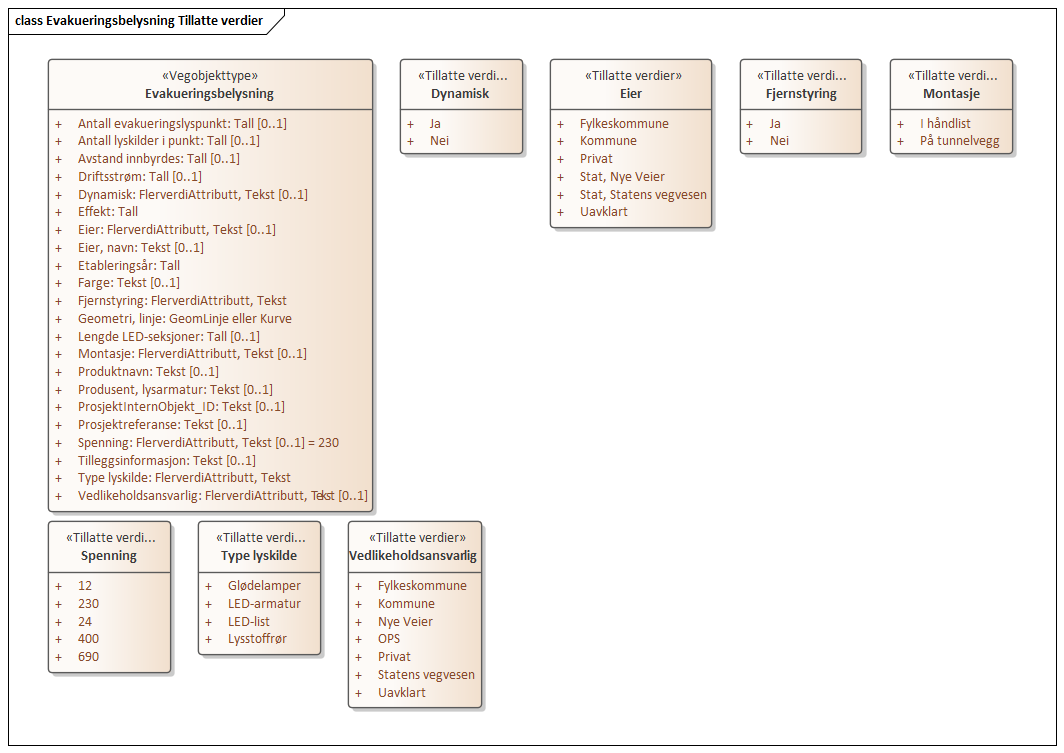 class Evakueringsbelysning Tillatte verdier
«Vegobjekttype»
Evakueringsbelysning
+ Antall evakueringslyspunkt: Tall [0..1]
+ Antall lyskilder i punkt: Tall [0..1]
+ Avstand innbyrdes: Tall [0..1]
+ Driftsstrøm: Tall [0..1]
+ Dynamisk: FlerverdiAttributt, Tekst [0..1]
+ Effekt: Tall
+ Eier: FlerverdiAttributt, Tekst [0..1]
+ Eier, navn: Tekst [0..1]
+ Etableringsår: Tall
+ Farge: Tekst [0..1]
+ Fjernstyring: FlerverdiAttributt, Tekst
+ Geometri, linje: GeomLinje eller Kurve
+ Lengde LED-seksjoner: Tall [0..1]
+ Montasje: FlerverdiAttributt, Tekst [0..1]
+ Produktnavn: Tekst [0..1]
+ Produsent, lysarmatur: Tekst [0..1]
+ ProsjektInternObjekt_ID: Tekst [0..1]
+ Prosjektreferanse: Tekst [0..1]
+ Spenning: FlerverdiAttributt, Tekst [0..1] = 230
+ Tilleggsinformasjon: Tekst [0..1]
+ Type lyskilde: FlerverdiAttributt, Tekst
+ Vedlikeholdsansvarlig: FlerverdiAttributt, Tekst [0..1]
«Tillatte verdi...
Dynamisk
+ Ja
+ Nei
«Tillatte verdier»
Eier
+ Fylkeskommune
+ Kommune
+ Privat
+ Stat, Nye Veier
+ Stat, Statens vegvesen
+ Uavklart
«Tillatte verdi...
Fjernstyring
+ Ja
+ Nei
«Tillatte verdi...
Montasje
+ I håndlist
+ På tunnelvegg
«Tillatte verdi...
Spenning
+ 12
+ 230
+ 24
+ 400
+ 690
«Tillatte verdi...
Type lyskilde
+ Glødelamper
+ LED-armatur
+ LED-list
+ Lysstoffrør
«Tillatte verdier»
Vedlikeholdsansvarlig
+ Fylkeskommune
+ Kommune
+ Nye Veier
+ OPS
+ Privat
+ Statens vegvesen
+ Uavklart